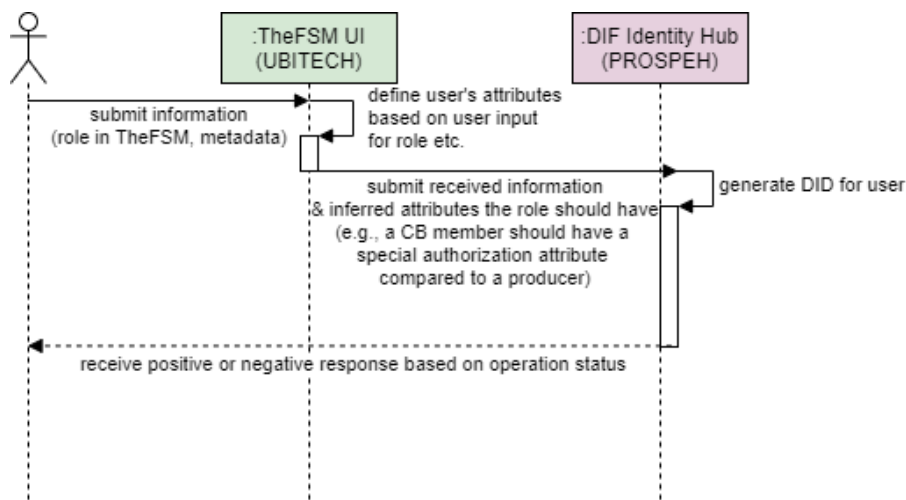 :TheFSM UI
(UBITECH)
:DIF Identity Hub
(PROSPEH)
submit information
(role in TheFSM, metadata)
define user's attributes
based on user input
for role etc.
submit received information
& inferred attributes the role should have
(e.g., a CB member should have a
special authorization attribute
compared to a producer)
generate DID for user
receive positive or negative response based on operation status